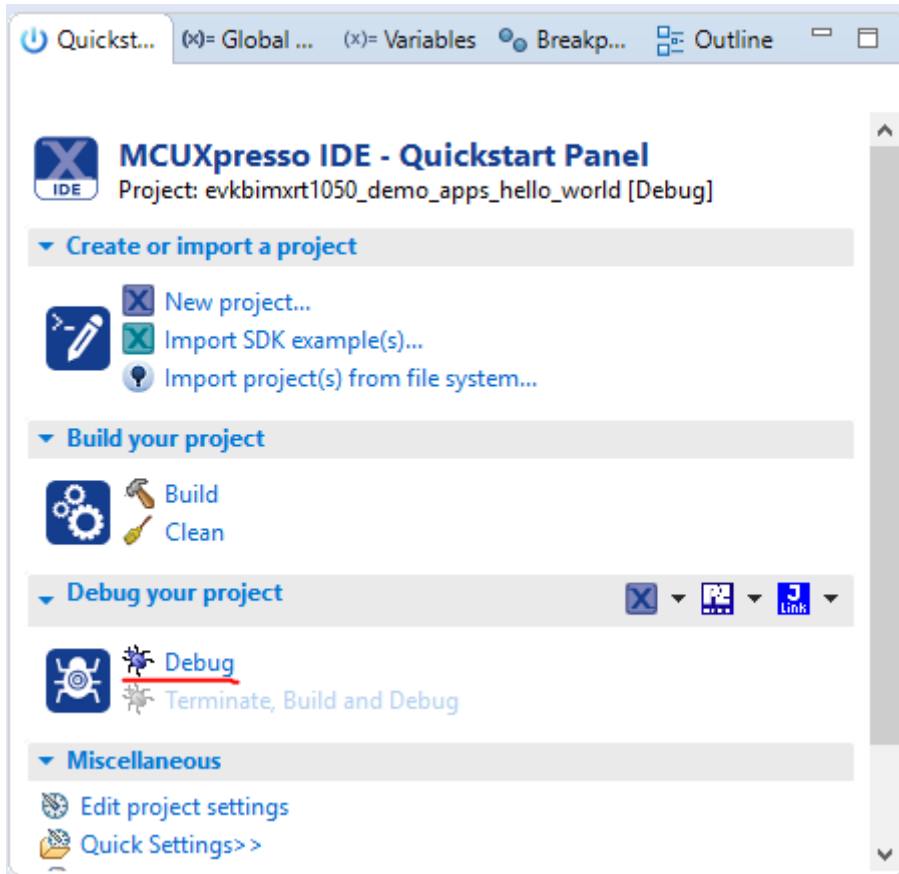 Quickst... (x)= Global ... (x)= Variables Breakp... Outline
MCUXpresso IDE - Quickstart Panel
IDE
Project: evkbimxrt1050_demo_apps_hello_world [Debug]
Create or import a project
New project...
Import SDK example(s)...
Import project(s) from file system...
Build your project
Build
Clean
Debug your project
J
Link
Debug
Terminate, Build and Debug
Miscellaneous
Edit project settings
Quick Settings>>